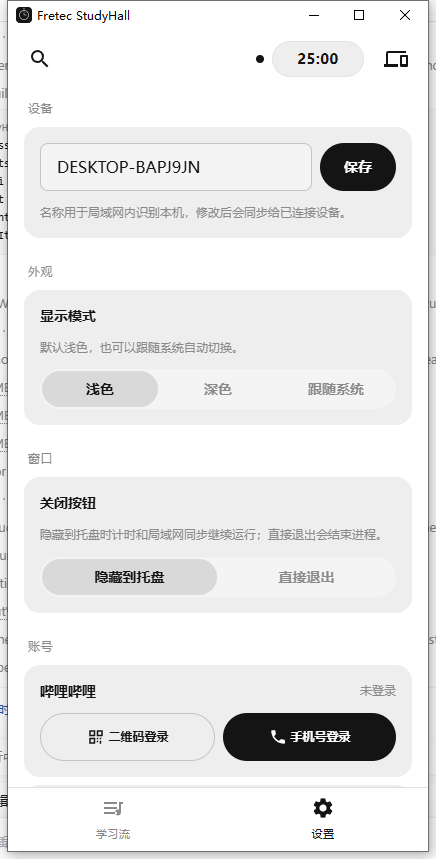 Fretec StudyHall
25:00
设备
DESKTOP-BAPJ9JN
保存
名称用于局域网内识别本机，修改后会同步给已连接设备。
外观
显示模式
默认浅色，也可以跟随系统自动切换。
浅色 深色 跟随系统
窗口
关闭按钮
隐藏到托盘时计时和局域网同步继续运行；直接退出会结束进程。
隐藏到托盘 直接退出
账号
哔哩哔哩 未登录
二维码登录 手机号登录
学习流 设置